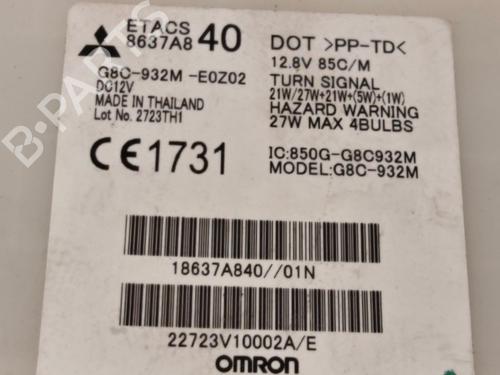 ETACS
8637A8 40
G8C-932M -E0Z02
DC12V
MADE IN THAILAND
Lot No. 2723TH1
CE1731
DOT >PP-TD<
12.8V 85C/M
TURN SIGNAL
21W/27W+21W+(5W)+(1W)
HAZARD WARNING
27W MAX 4BULBS
IC:850G-G8C932M
MODEL:G8C-932M
18637A840//01N
22723V10002A/E
OMRON
B-PARTS